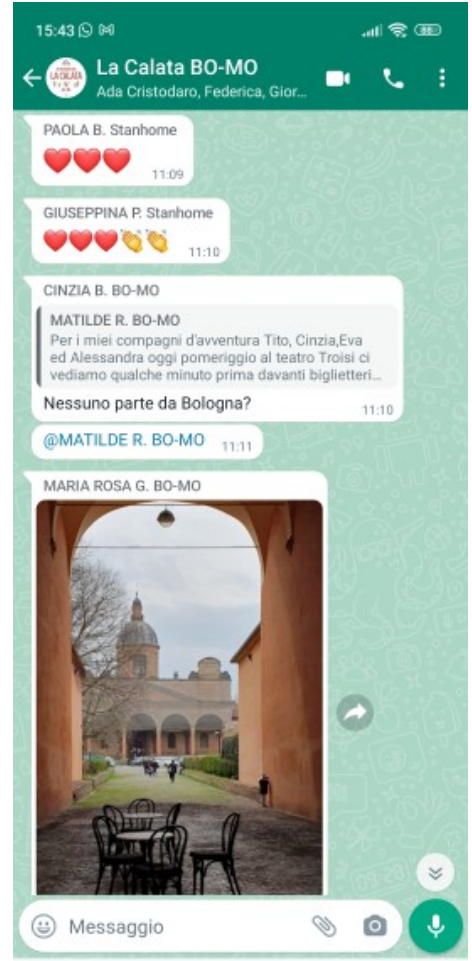 15:43
La Calata BO-MO
Ada Cristodaro, Federica, Gior...
PAOLA B. Stanhome
11:09
GIUSEPPINA P. Stanhome
11:10
CINZIA B. BO-MO
MATILDE R. BO-MO
Per i miei compagni d'avventura Tito, Cinzia,Eva
ed Alessandra oggi pomeriggio al teatro Troisi ci
vediamo qualche minuto prima davanti biglietteri...
Nessuno parte da Bologna?
11:10
@MATILDE R. BO-MO 11:11
MARIA ROSA G. BO-MO
Messaggio